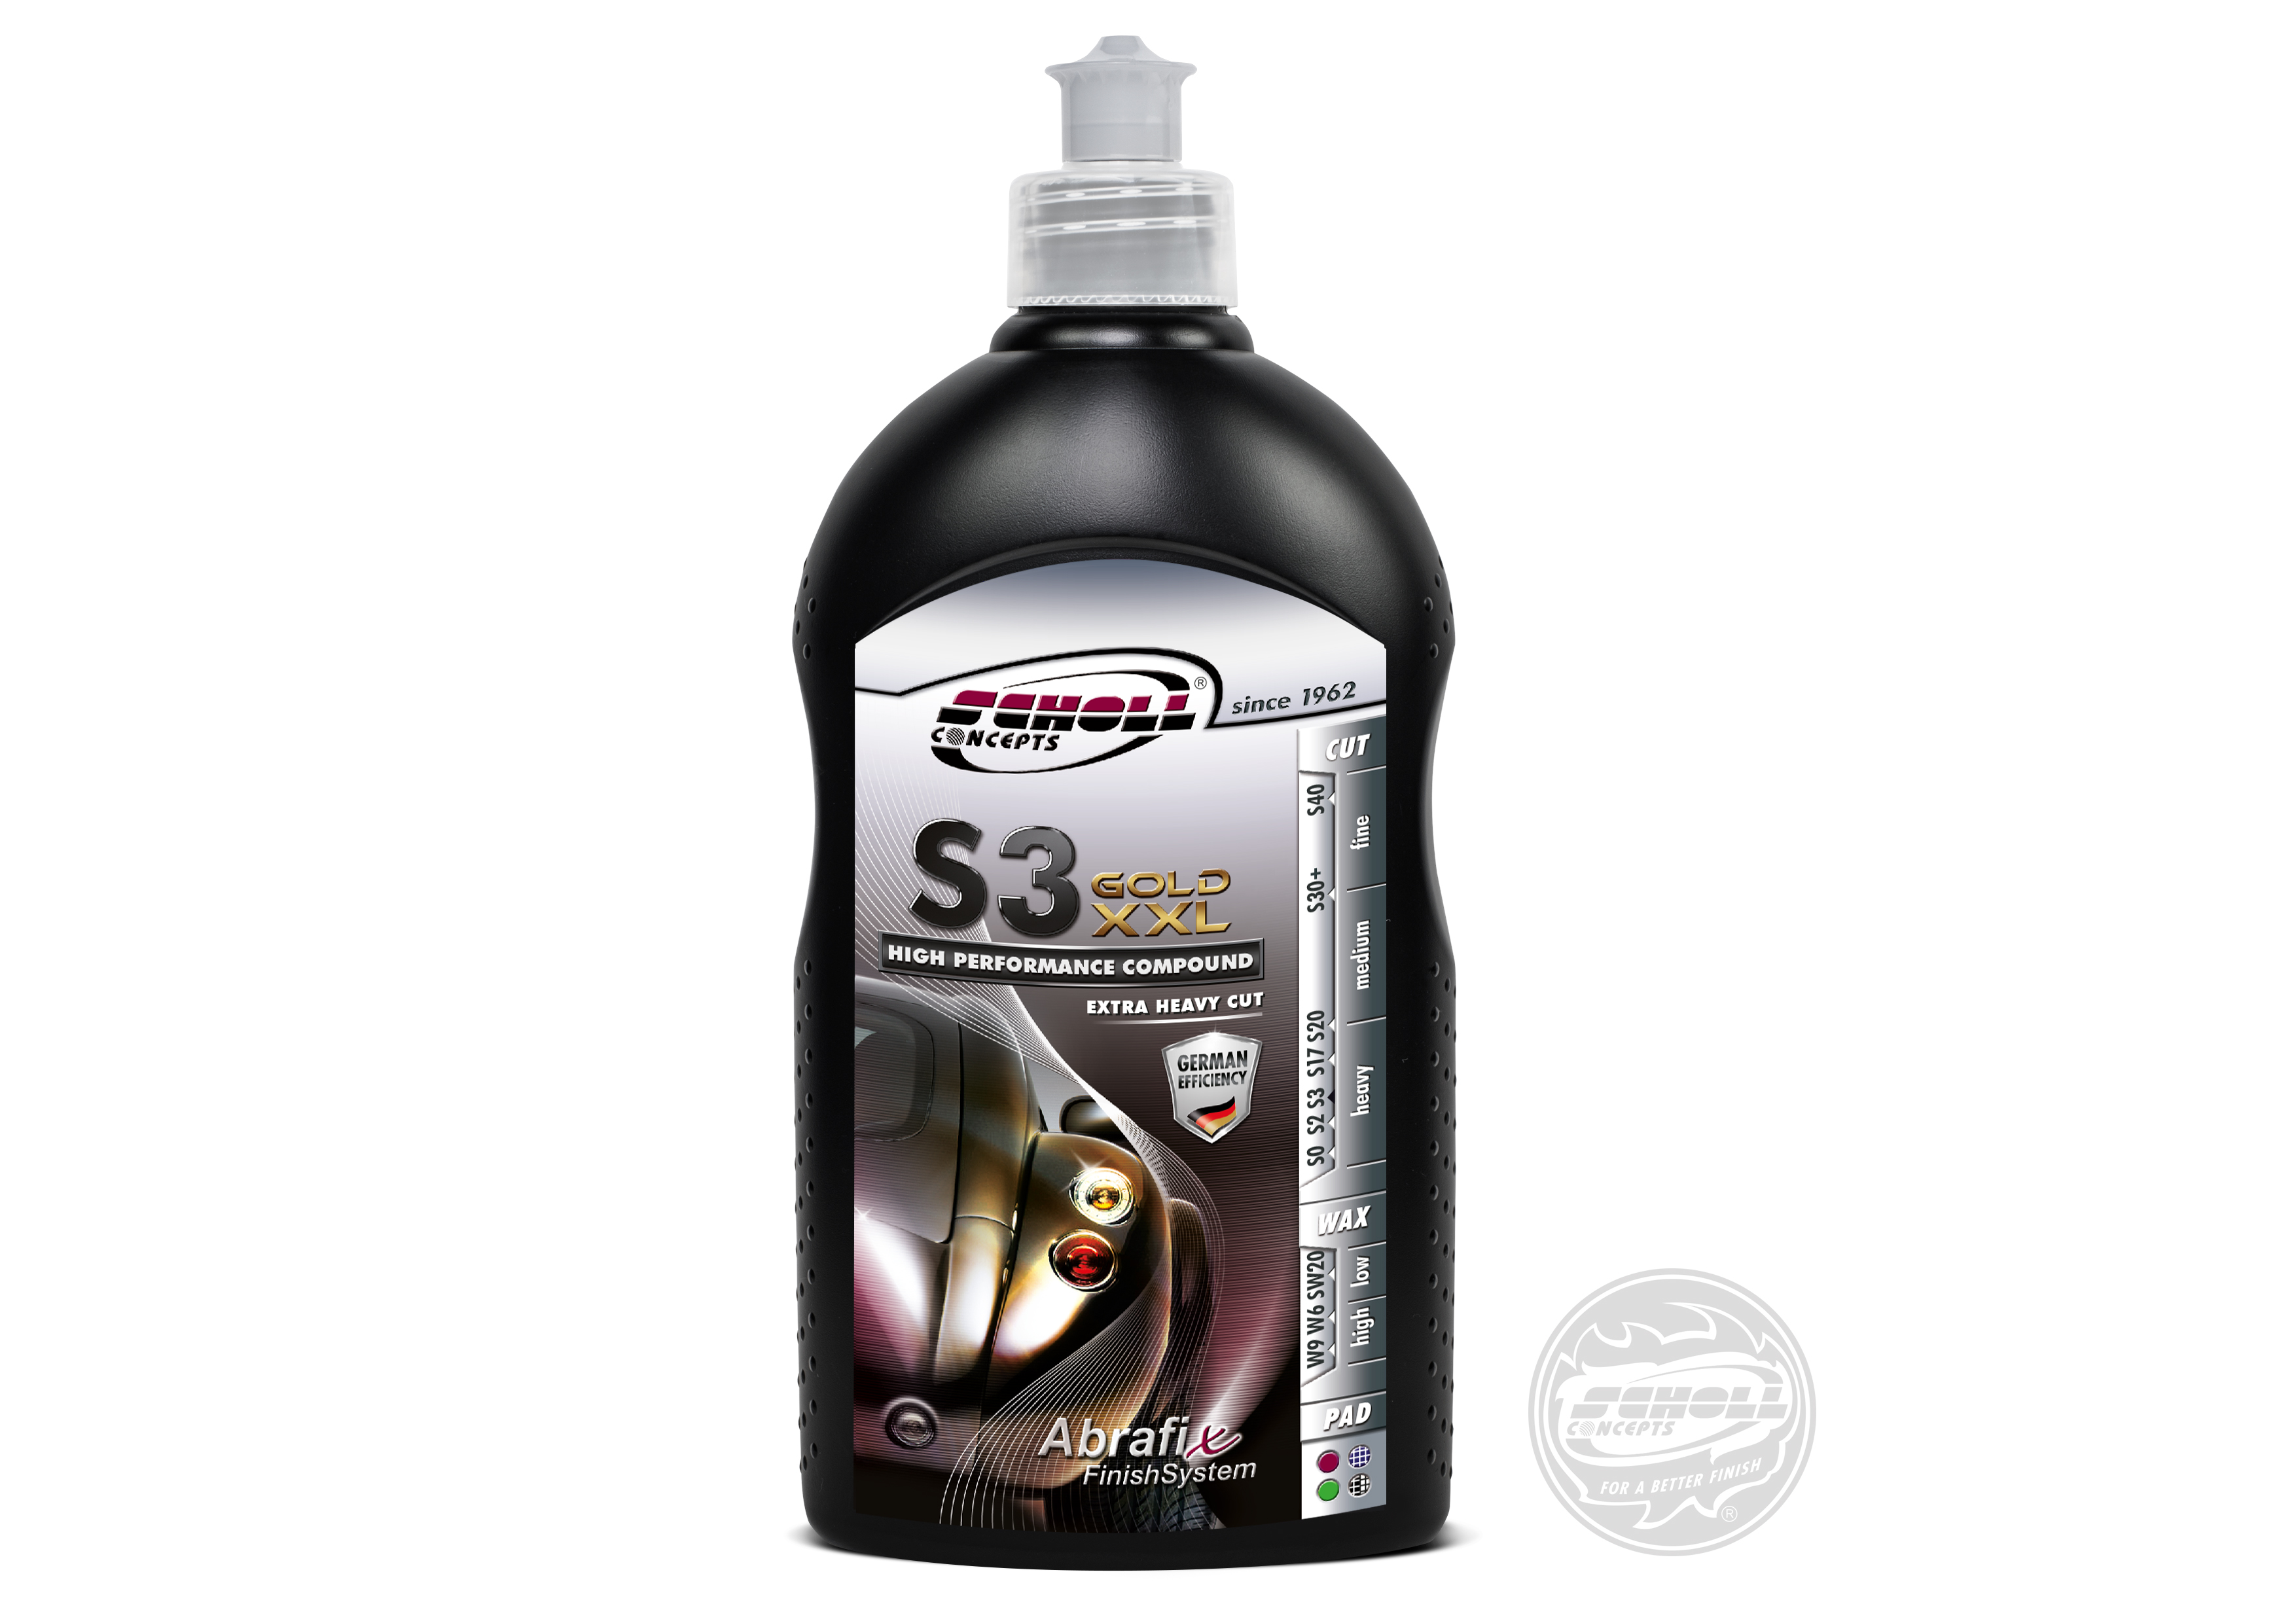 SCHOLL®
CONCEPTS
since 1962
S3 GOLD
XXL
HIGH PERFORMANCE COMPOUND
EXTRA HEAVY CUT
GERMAN
EFFICIENCY
Abrafix
FinishSystem
CUT
S40
fine
S30+
medium
S0 S2 S3 S17 S20
heavy
WAX
W9 W6 SW20
high low
PAD
SCHOLL
CONCEPTS
FOR A BETTER FINISH
®